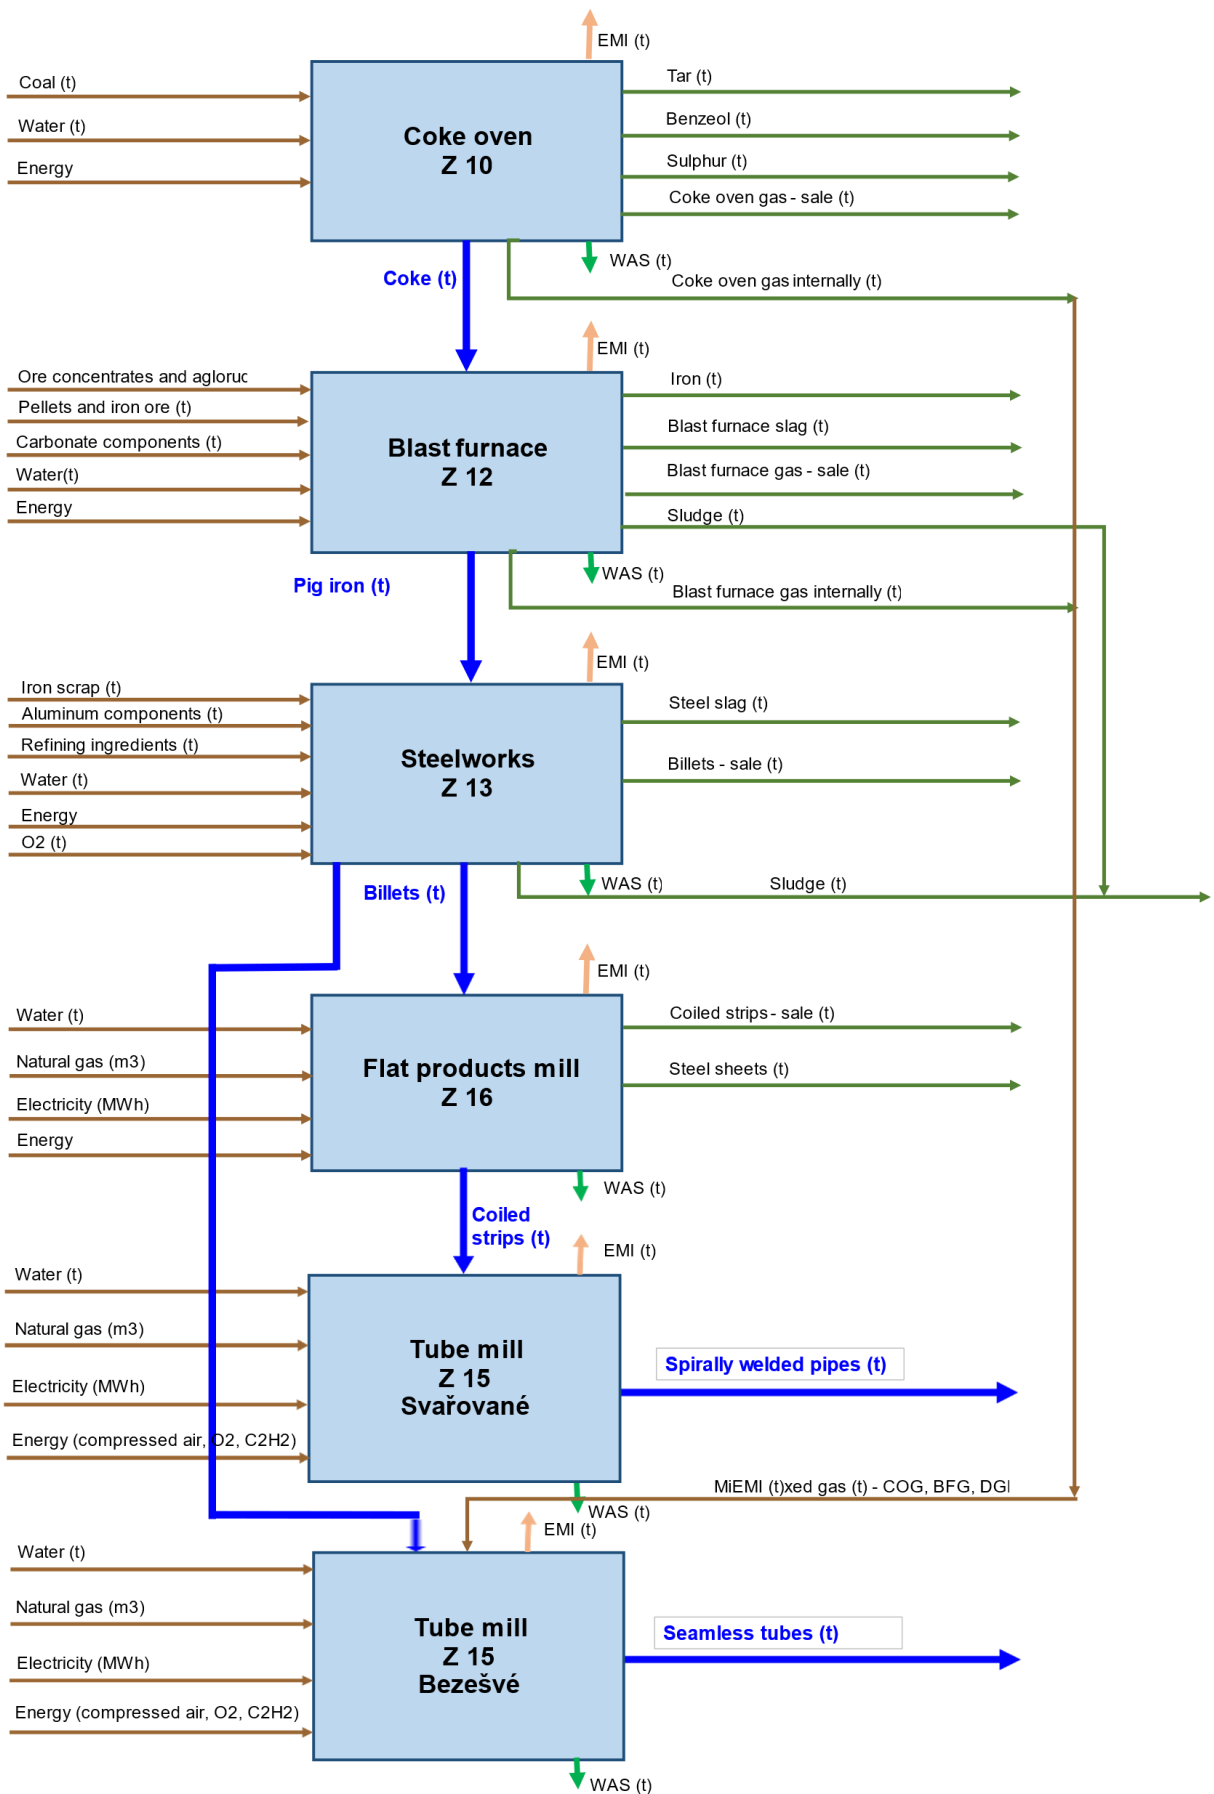 EMI (t)
Coal (t)
Tar (t)
Water (t)
Benzeol (t)
Coke oven
Z 10
Energy
Sulphur (t)
Coke oven gas - sale (t)
WAS (t)
Coke (t)
Coke oven gas internally (t)
EMI (t)
Ore concentrates and agloruc
Iron (t)
Pellets and iron ore (t)
Blast furnace slag (t)
Carbonate components (t)
Blast furnace
Z 12
Water(t)
Blast furnace gas - sale (t)
Energy
Sludge (t)
WAS (t)
Pig iron (t)
Blast furnace gas internally (t)
EMI (t)
Iron scrap (t)
Steel slag (t)
Aluminum components (t)
Refining ingredients (t)
Steelworks
Z 13
Billets - sale (t)
Water (t)
Energy
O2 (t)
Billets (t)
WAS (t)
Sludge (t)
EMI (t)
Water (t)
Coiled strips - sale (t)
Natural gas (m3)
Flat products mill
Z 16
Steel sheets (t)
Electricity (MWh)
Energy
WAS (t)
Coiled
strips (t)
EMI (t)
Water (t)
Natural gas (m3)
Tube mill
Z 15
Svařované
Spirally welded pipes (t)
Electricity (MWh)
Energy (compressed air, O2, C2H2)
MiEMI (t)xed gas (t) - COG, BFG, DGI
WAS (t)
EMI (t)
Water (t)
Natural gas (m3)
Tube mill
Z 15
Bezešvé
Seamless tubes (t)
Electricity (MWh)
Energy (compressed air, O2, C2H2)
WAS (t)